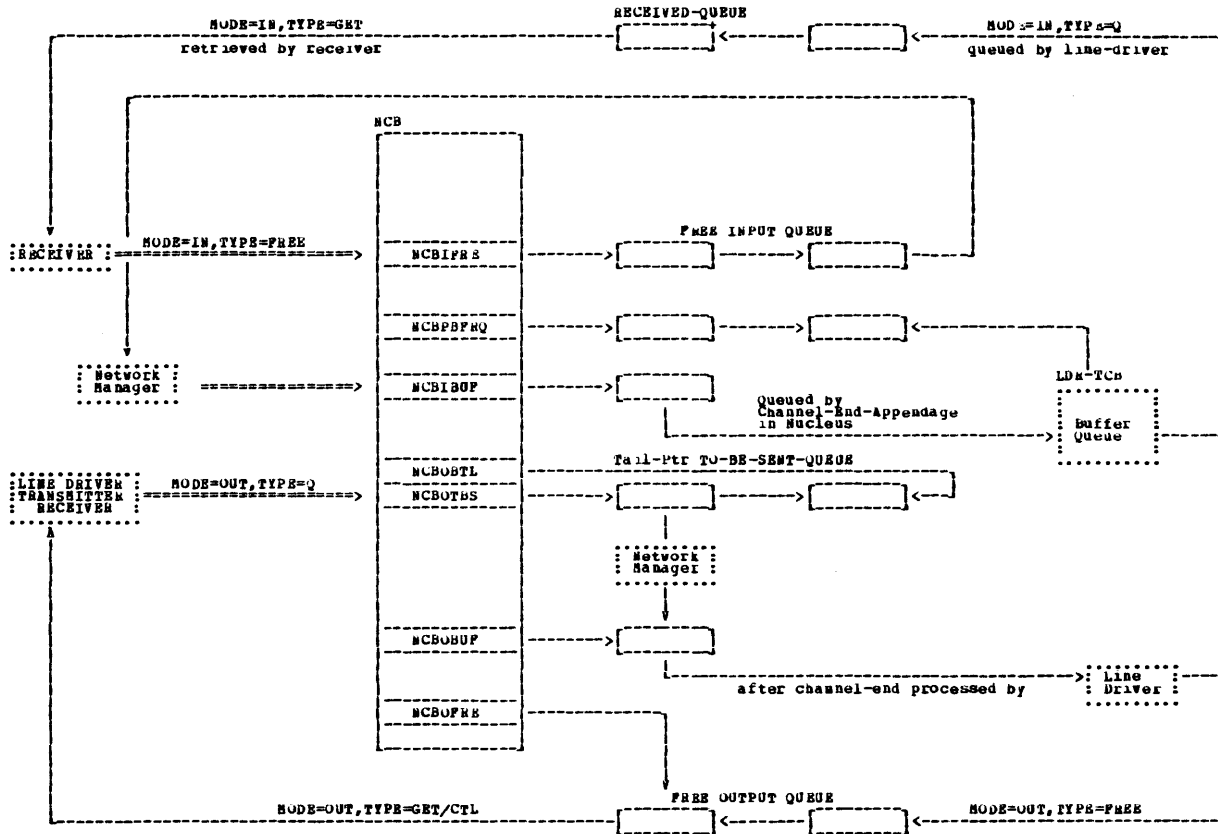 MODE=IN,TYPE=GET
RECEIVED-QUEUE
MODE=IN,TYPE=Q
retrieved by receiver
queued by line-driver
NCB
MODE=IN,TYPE=FREE
FREE INPUT QUEUE
RECEIVER
NCBIFRE
NCBPBFRQ
Network
Manager
NCBIBUF
LDR-TCB
Queued by
Channel-End-Appendage
in Nucleus
Buffer
Queue
NCBOBTL
Tail-Ptr TO-BE-SENT-QUEUE
LINE DRIVER
TRANSMITTER
RECEIVER
MODE=OUT,TYPE=Q
NCBOTBS
Network
Manager
NCBOBUF
after channel-end processed by
Line
Driver
NCBOFRE
MODE=OUT,TYPE=GET/CTL
FREE OUTPUT QUEUE
MODE=OUT,TYPE=FREE